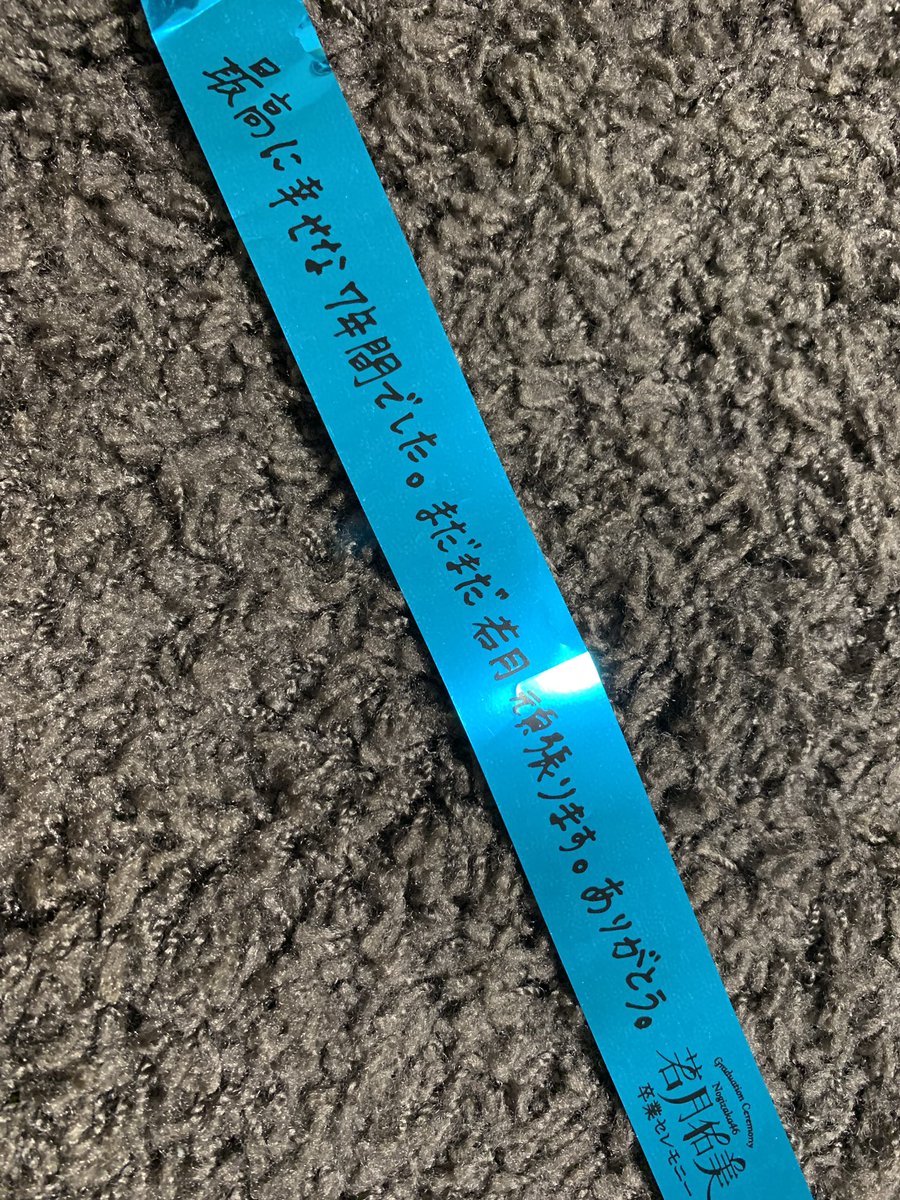 最高に幸せな7年間でした。まだまだ若月頑張ります。ありがとう。
Graduation Ceremony
Nogizaka46
若月佑美
卒業セレモニー